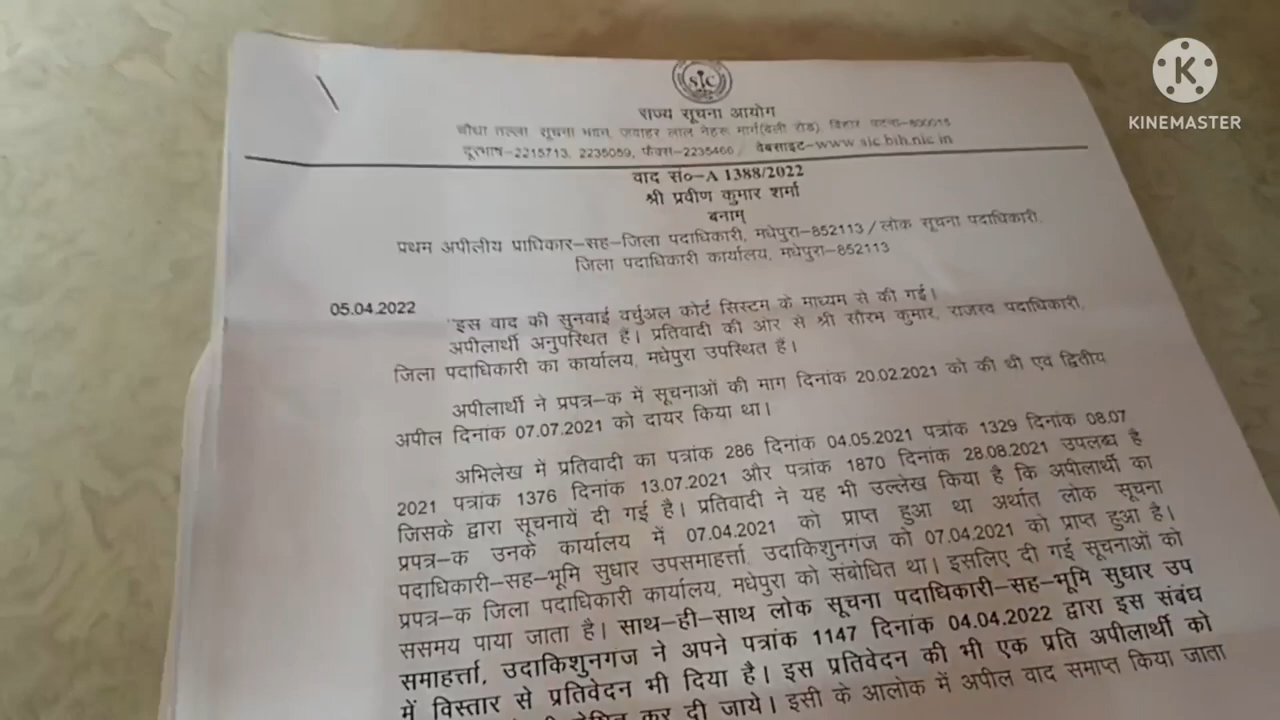 SIC
राज्य सूचना आयोग
चौथा तल्ला सूचना भवन, जवाहर लाल नेहरू मार्ग(बेली रोड) बिहार पटना-800015
दूरभाष-2215713, 2235059, फैक्स-2235466/ वेबसाइट-www.sic.bih.nic.in
वाद सं०-A 1388/2022
श्री प्रवीण कुमार शर्मा
बनाम्
प्रथम अपीलीय प्राधिकार-सह-जिला पदाधिकारी, मधेपुरा-852113/लोक सूचना पदाधिकारी,
जिला पदाधिकारी कार्यालय, मधेपुरा-852113
05.04.2022
इस वाद की सुनवाई वर्चुअल कोर्ट सिस्टम के माध्यम से की गई।
अपीलार्थी अनुपस्थित हैं। प्रतिवादी की ओर से श्री सौरभ कुमार, राजस्व पदाधिकारी,
जिला पदाधिकारी का कार्यालय, मधेपुरा उपस्थित हैं।
अपीलार्थी ने प्रपत्र-क में सूचनाओं की माग दिनांक 20.02.2021 को की थी एवं द्वितीय
अपील दिनांक 07.07.2021 को दायर किया था।
अभिलेख में प्रतिवादी का पत्रांक 286 दिनांक 04.05.2021 पत्रांक 1329 दिनांक 08.07
2021 पत्रांक 1376 दिनांक 13.07.2021 और पत्रांक 1870 दिनांक 28.08.2021 उपलब्ध है
जिसके द्वारा सूचनायें दी गई है। प्रतिवादी ने यह भी उल्लेख किया है कि अपीलार्थी का
प्रपत्र-क उनके कार्यालय में 07.04.2021 को प्राप्त हुआ था अर्थात लोक सूचना
पदाधिकारी-सह-भूमि सुधार उपसमाहर्त्ता, उदाकिशुनगंज को 07.04.2021 को प्राप्त हुआ है।
प्रपत्र-क जिला पदाधिकारी कार्यालय, मधेपुरा को संबोधित था। इसलिए दी गई सूचनाओं को
ससमय पाया जाता है। साथ-ही-साथ लोक सूचना पदाधिकारी-सह-भूमि सुधार उप
समाहर्त्ता, उदाकिशुनगंज ने अपने पत्रांक 1147 दिनांक 04.04.2022 द्वारा इस संबंध
में विस्तार से प्रतिवेदन भी दिया है। इस प्रतिवेदन की भी एक प्रति अपीलार्थी को
कर दी जाये। इसी के आलोक में अपील वाद समाप्त किया जाता
K
KINEMASTER